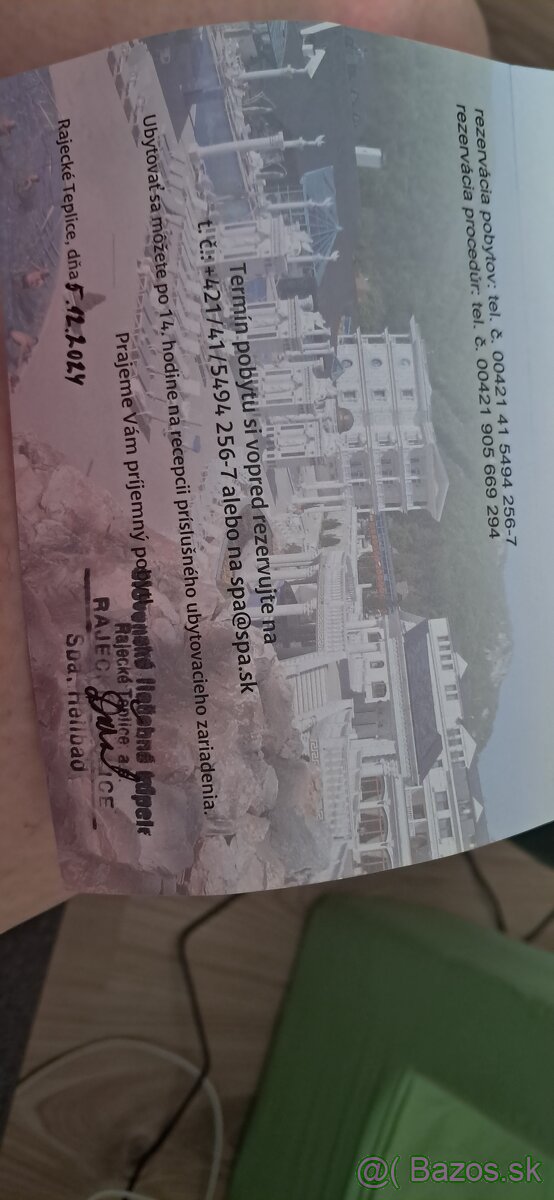 rezervácia pobytov: tel. č. 00421 41 5494 256-7
rezervácia procedúr: tel. č. 00421 905 669 294
Termín pobytu si vopred rezervujte na
t. č.: +421/41/5494 256-7 alebo na spa@spa.sk
Ubytovať sa môžete po 14. hodine na recepcii príslušného ubytovacieho zariadenia.
Prajeme Vám príjemný
Rajecké Teplice, dňa 5.12.2024
Rajecké Teplice
@( Bazos.sk